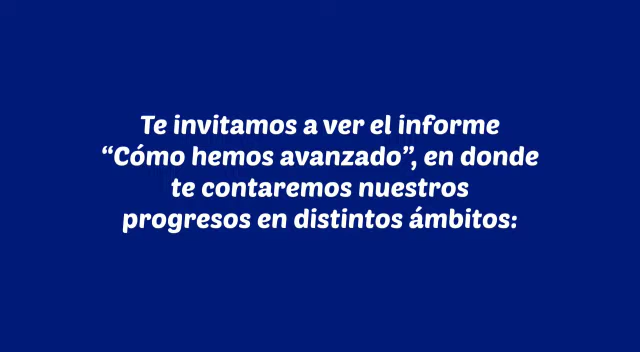 Te invitamos a ver el informe
“Cómo hemos avanzado”, en donde
te contaremos nuestros
progresos en distintos ámbitos: